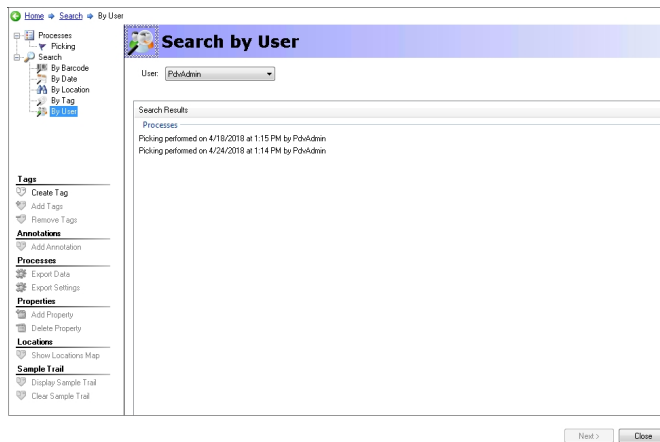 Home Search By User
Processes
Picking
Search
By Barcode
By Date
By Location
By Tag
By User
Tags
Create Tag
Add Tags
Remove Tags
Annotations
Add Annotation
Processes
Export Data
Export Settings
Properties
Add Property
Delete Property
Locations
Show Locations Map
Sample Trail
Display Sample Trail
Clear Sample Trail
Search by User
User: PdvAdmin
Search Results
Processes
Picking performed on 4/18/2018 at 1:15 PM by PdvAdmin
Picking performed on 4/24/2018 at 1:14 PM by PdvAdmin
Next > Close